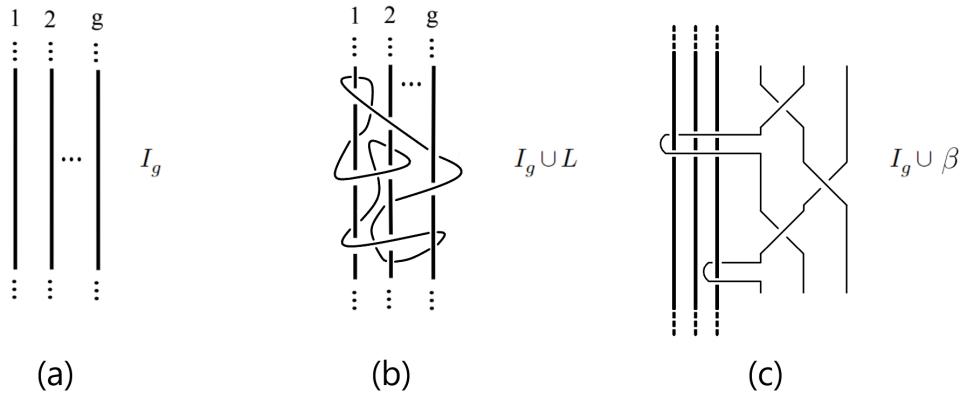 1 2 g
... I_g
(a)
1 2 g
...
I_g ∪ L
(b)
I_g ∪ β
(c)